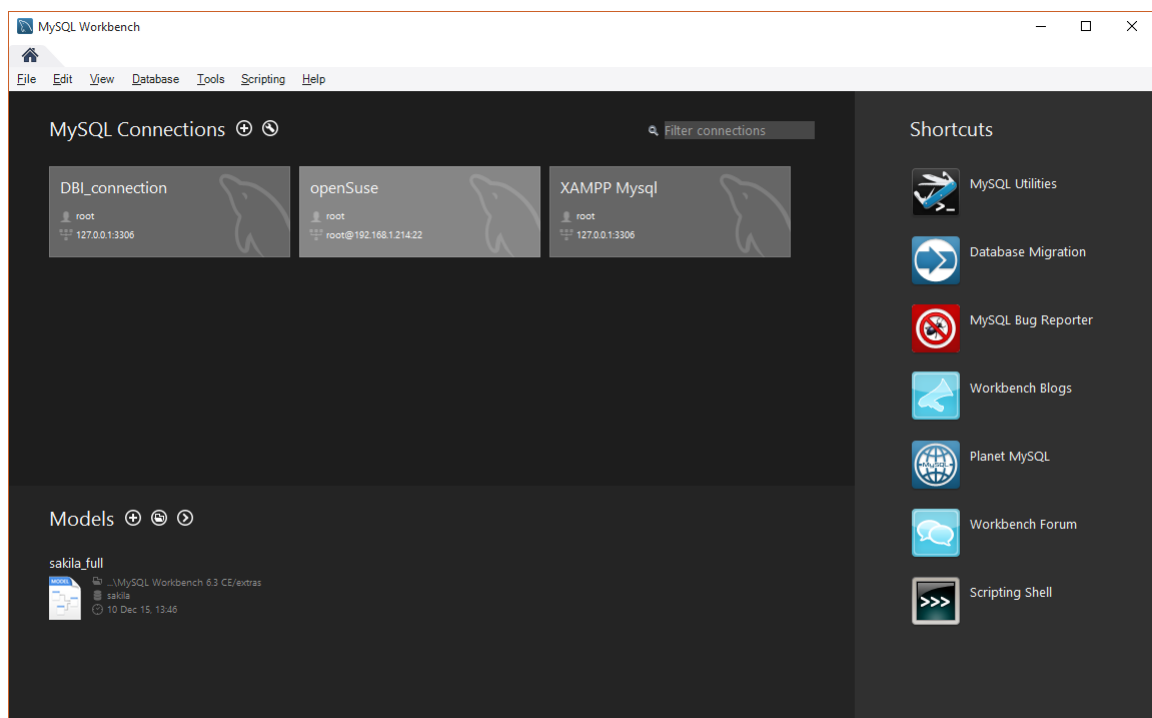 MySQL Workbench
File Edit View Database Tools Scripting Help
MySQL Connections
Filter connections
DBI_connection
root
127.0.0.1:3306
openSuse
root
root@192.168.1.214:22
XAMPP Mysql
root
127.0.0.1:3306
Models
sakila_full
MODEL
...\MySQL Workbench 6.3 CE/extras
sakila
10 Dec 15, 13:46
Shortcuts
MySQL Utilities
Database Migration
MySQL Bug Reporter
Workbench Blogs
MySQL
Planet MySQL
Workbench Forum
>>>
Scripting Shell